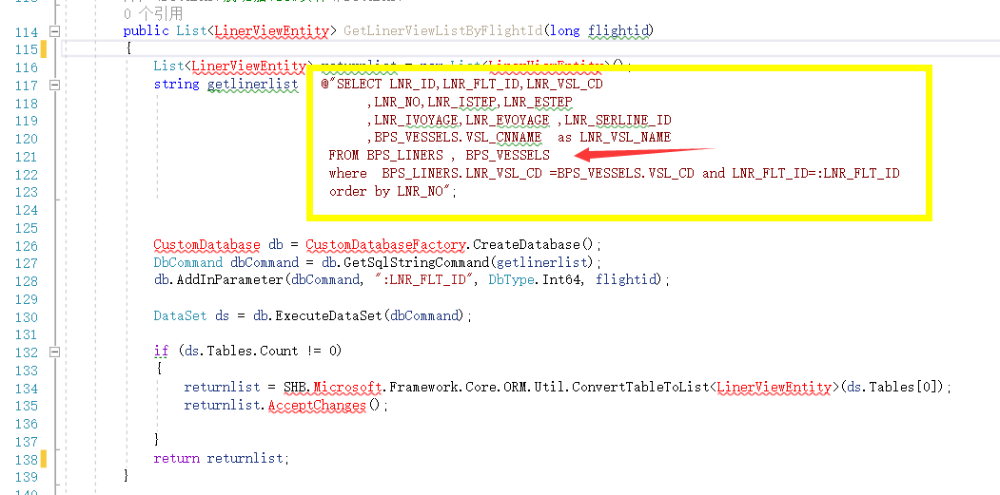 0 个引用
114 public List<LinerViewEntity> GetLinerViewListByFlightId(long flightid)
115 {
116 List<LinerViewEntity> returnlist = new List<LinerViewEntity>();
117 string getlinerlist @"SELECT LNR_ID,LNR_FLT_ID,LNR_VSL_CD
118 ,LNR_NO,LNR_ISTEP,LNR_ESTEP
119 ,LNR_IVOYAGE,LNR_EVOYAGE ,LNR_SERLINE_ID
120 ,BPS_VESSELS.VSL_CNNAME as LNR_VSL_NAME
121 FROM BPS_LINERS , BPS_VESSELS
122 where BPS_LINERS.LNR_VSL_CD =BPS_VESSELS.VSL_CD and LNR_FLT_ID=:LNR_FLT_ID
123 order by LNR_NO";
124
125
126 CustomDatabase db = CustomDatabaseFactory.CreateDatabase();
127 DbCommand dbCommand = db.GetSqlStringCommand(getlinerlist);
128 db.AddInParameter(dbCommand, ":LNR_FLT_ID", DbType.Int64, flightid);
129
130 DataSet ds = db.ExecuteDataSet(dbCommand);
131
132 if (ds.Tables.Count != 0)
133 {
134 returnlist = SHB.Microsoft.Framework.Core.ORM.Util.ConvertTableToList<LinerViewEntity>(ds.Tables[0]);
135 returnlist.AcceptChanges();
136
137 }
138 return returnlist;
139 }